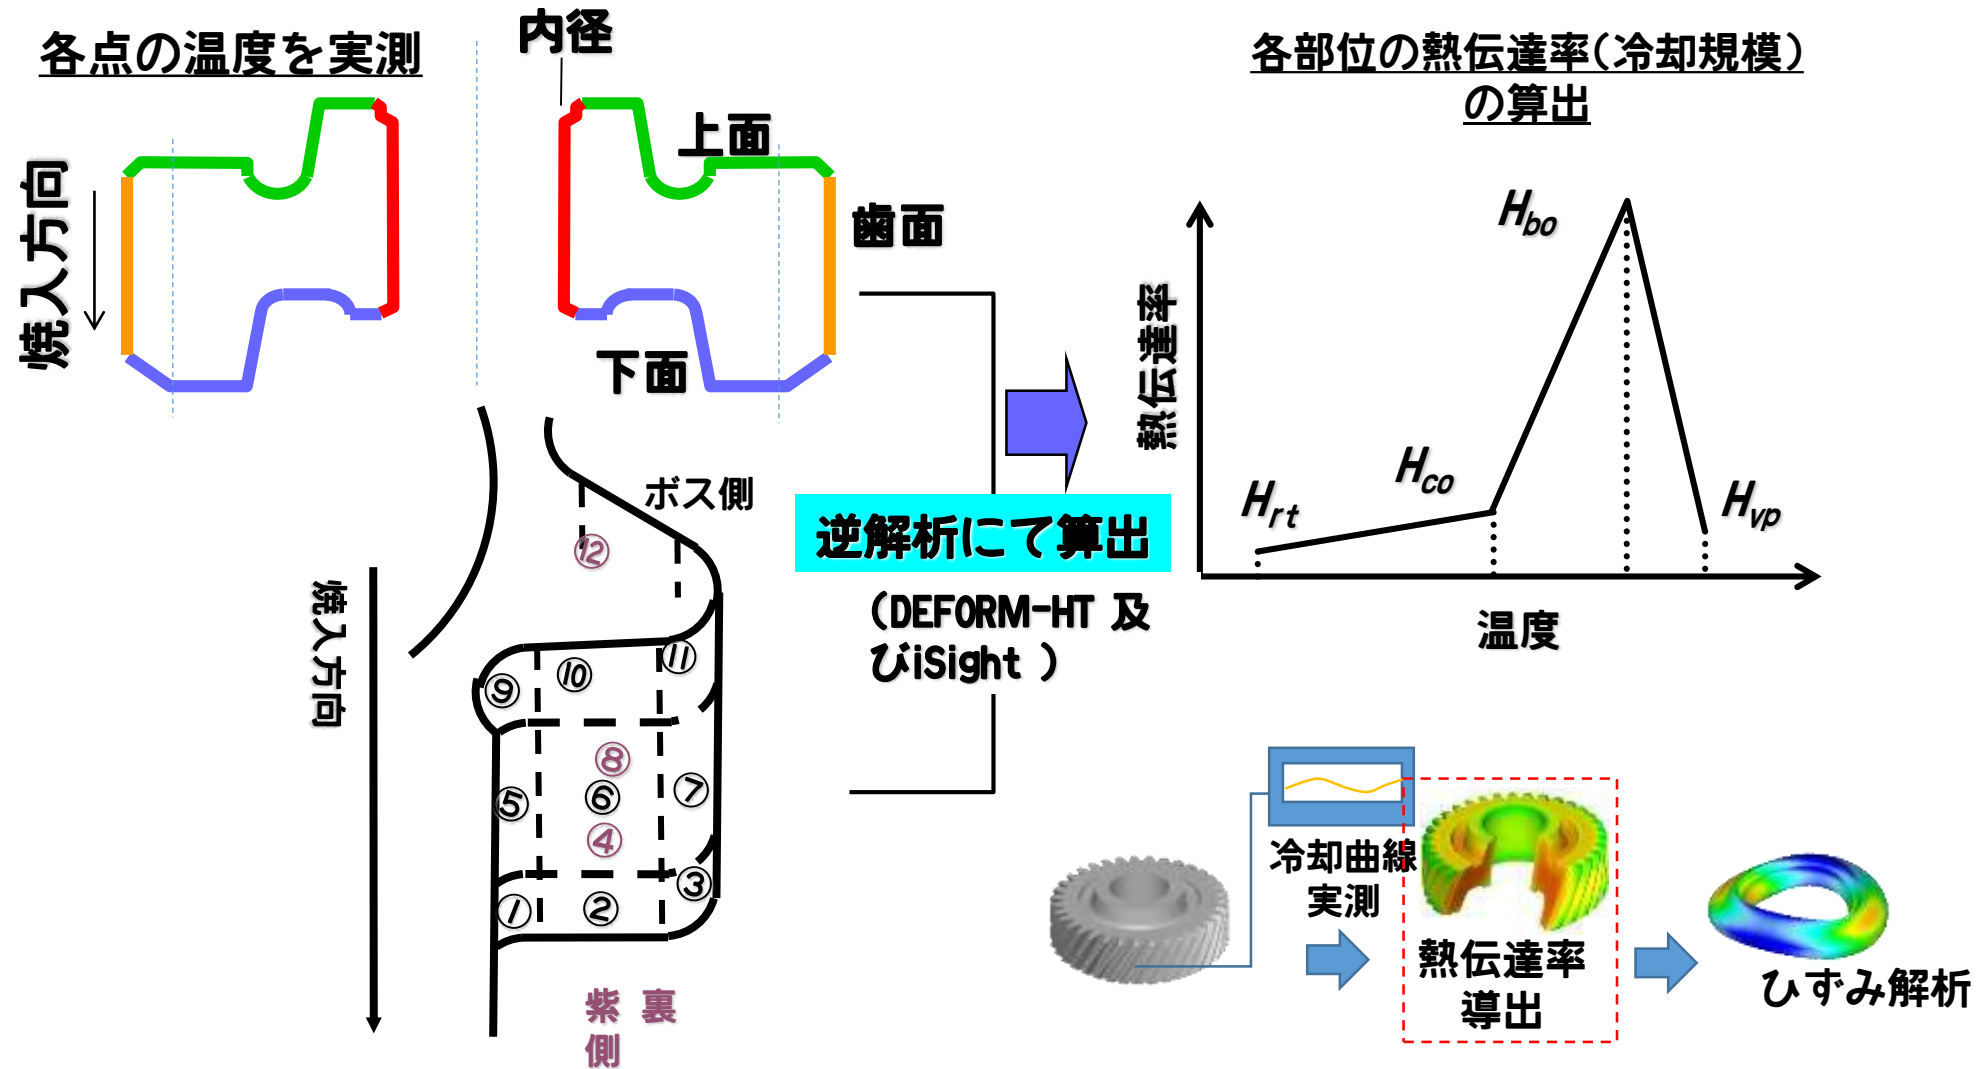 各点の温度を実測
内径
上面
歯面
下面
焼入方向
ボス側
⑫
⑪
⑩
⑨
⑧
⑦
⑥
⑤
④
③
②
①
焼入方向
紫 裏
側
逆解析にて算出
（DEFORM-HT 及
びiSight ）
各部位の熱伝達率(冷却規模)
の算出
熱伝達率
Hrt
Hco
Hbo
Hvp
温度
冷却曲線
実測
熱伝達率
導出
ひずみ解析